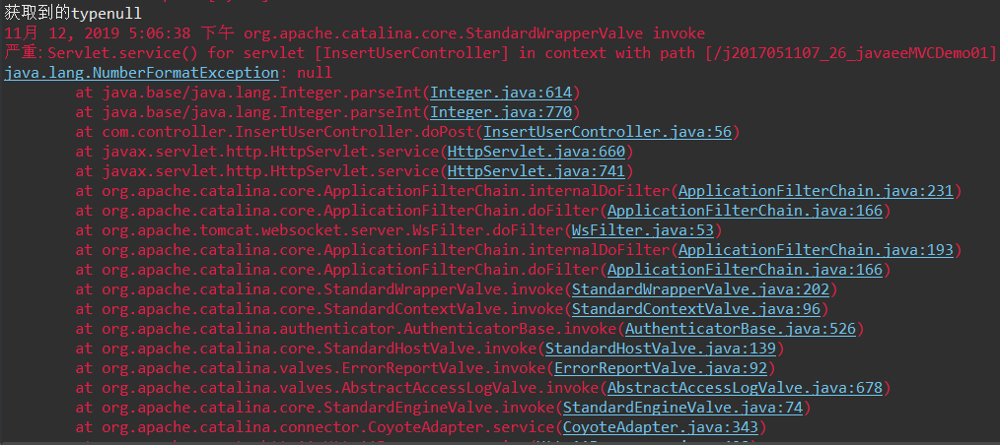 获取到的typenull
11月 12, 2019 5:06:38 下午 org.apache.catalina.core.StandardWrapperValve invoke
严重: Servlet.service() for servlet [InsertUserController] in context with path [/j2017051107_26_javaeeMVCDemo01]
java.lang.NumberFormatException: null
at java.base/java.lang.Integer.parseInt(Integer.java:614)
at java.base/java.lang.Integer.parseInt(Integer.java:770)
at com.controller.InsertUserController.doPost(InsertUserController.java:56)
at javax.servlet.http.HttpServlet.service(HttpServlet.java:660)
at javax.servlet.http.HttpServlet.service(HttpServlet.java:741)
at org.apache.catalina.core.ApplicationFilterChain.internalDoFilter(ApplicationFilterChain.java:231)
at org.apache.catalina.core.ApplicationFilterChain.doFilter(ApplicationFilterChain.java:166)
at org.apache.tomcat.websocket.server.WsFilter.doFilter(WsFilter.java:53)
at org.apache.catalina.core.ApplicationFilterChain.internalDoFilter(ApplicationFilterChain.java:193)
at org.apache.catalina.core.ApplicationFilterChain.doFilter(ApplicationFilterChain.java:166)
at org.apache.catalina.core.StandardWrapperValve.invoke(StandardWrapperValve.java:202)
at org.apache.catalina.core.StandardContextValve.invoke(StandardContextValve.java:96)
at org.apache.catalina.authenticator.AuthenticatorBase.invoke(AuthenticatorBase.java:526)
at org.apache.catalina.core.StandardHostValve.invoke(StandardHostValve.java:139)
at org.apache.catalina.valves.ErrorReportValve.invoke(ErrorReportValve.java:92)
at org.apache.catalina.valves.AbstractAccessLogValve.invoke(AbstractAccessLogValve.java:678)
at org.apache.catalina.core.StandardEngineValve.invoke(StandardEngineValve.java:74)
at org.apache.catalina.connector.CoyoteAdapter.service(CoyoteAdapter.java:343)